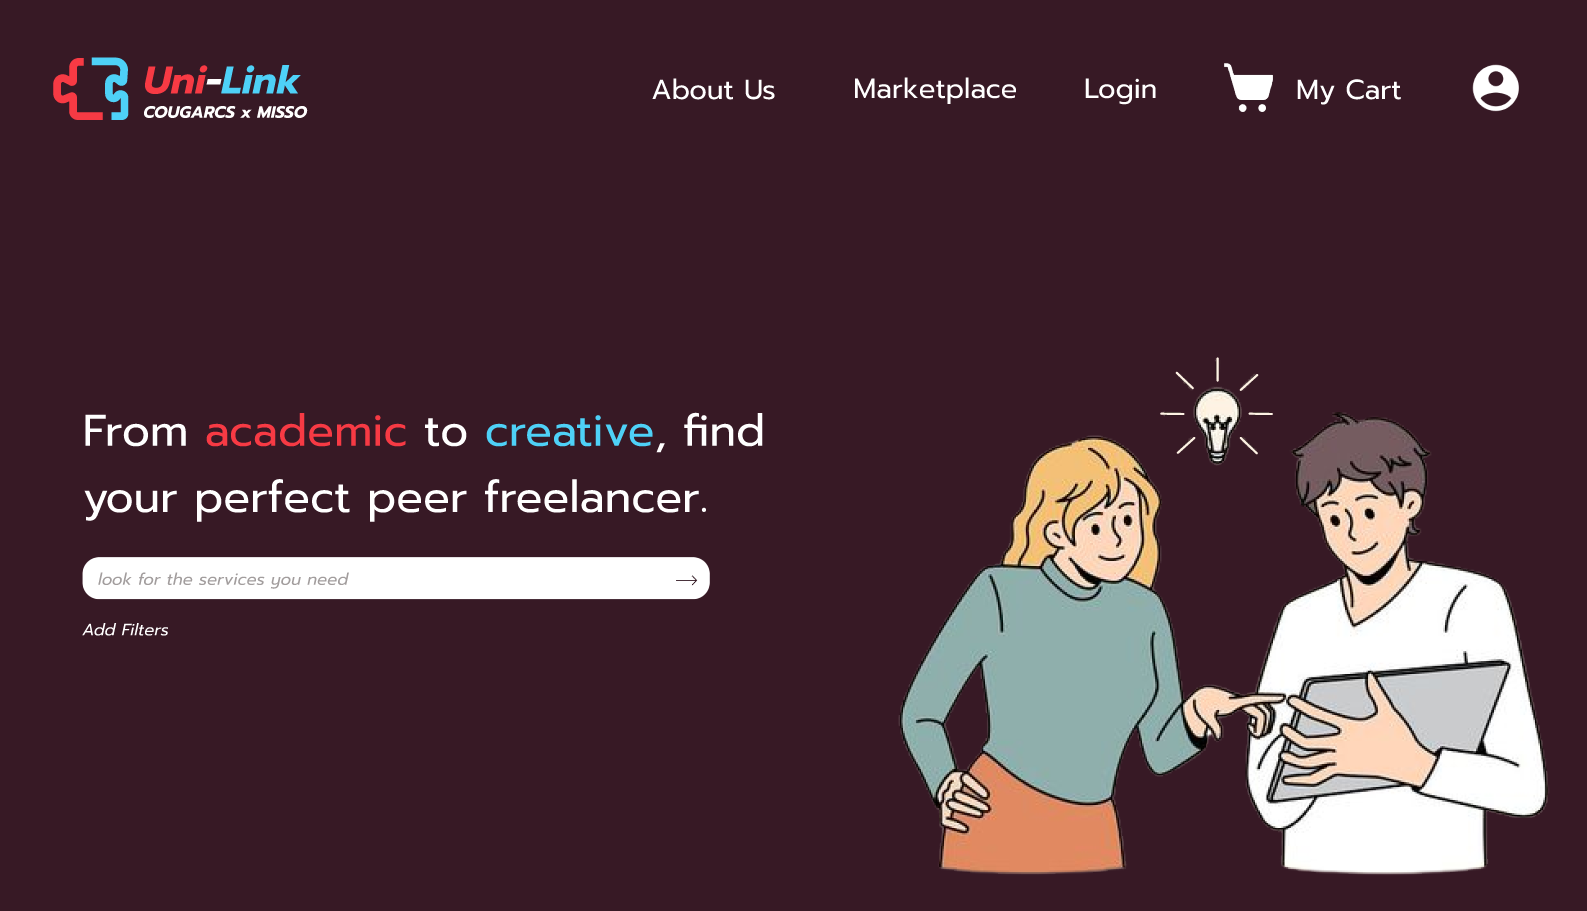 Uni-Link
COUGARCS x MISSO
About Us
Marketplace
Login
My Cart
From academic to creative, find
your perfect peer freelancer.
look for the services you need
Add Filters